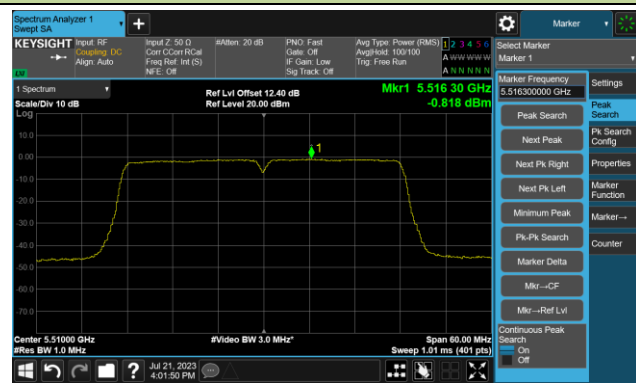 Spectrum Analyzer 1
Swept SA
Marker
KEYSIGHT
Input: RF
Coupling: DC
Align: Auto
Input Z: 50 Ω
Corr CCorr RCal
Freq Ref: Int (S)
NFE: Off
#Atten: 20 dB
PNO: Fast
Gate: Off
IF Gain: Low
Sig Track: Off
Avg Type: Power (RMS)
Avg|Hold: 100/100
Trig: Free Run
1 2 3 4 5 6
A W W W W W
A N N N N N
LXI
Select Marker
Marker 1
1 Spectrum
Scale/Div 10 dB
Log
Ref Lvl Offset 12.40 dB
Ref Level 20.00 dBm
Mkr1 5.516 30 GHz
-0.818 dBm
Marker Frequency
5.516300000 GHz
Peak Search
Next Peak
Next Pk Right
Next Pk Left
Minimum Peak
Pk-Pk Search
Marker Delta
Mkr→CF
Mkr→Ref Lvl
Continuous Peak
Search
On
Off
Settings
Peak
Search
Pk Search
Config
Properties
Marker
Function
Marker→
Counter
10.0
0.00
-10.0
-20.0
-30.0
-40.0
-50.0
-60.0
-70.0
1
Center 5.51000 GHz
#Res BW 1.0 MHz
#Video BW 3.0 MHz*
Span 60.00 MHz
Sweep 1.01 ms (401 pts)
Jul 21, 2023
4:01:50 PM